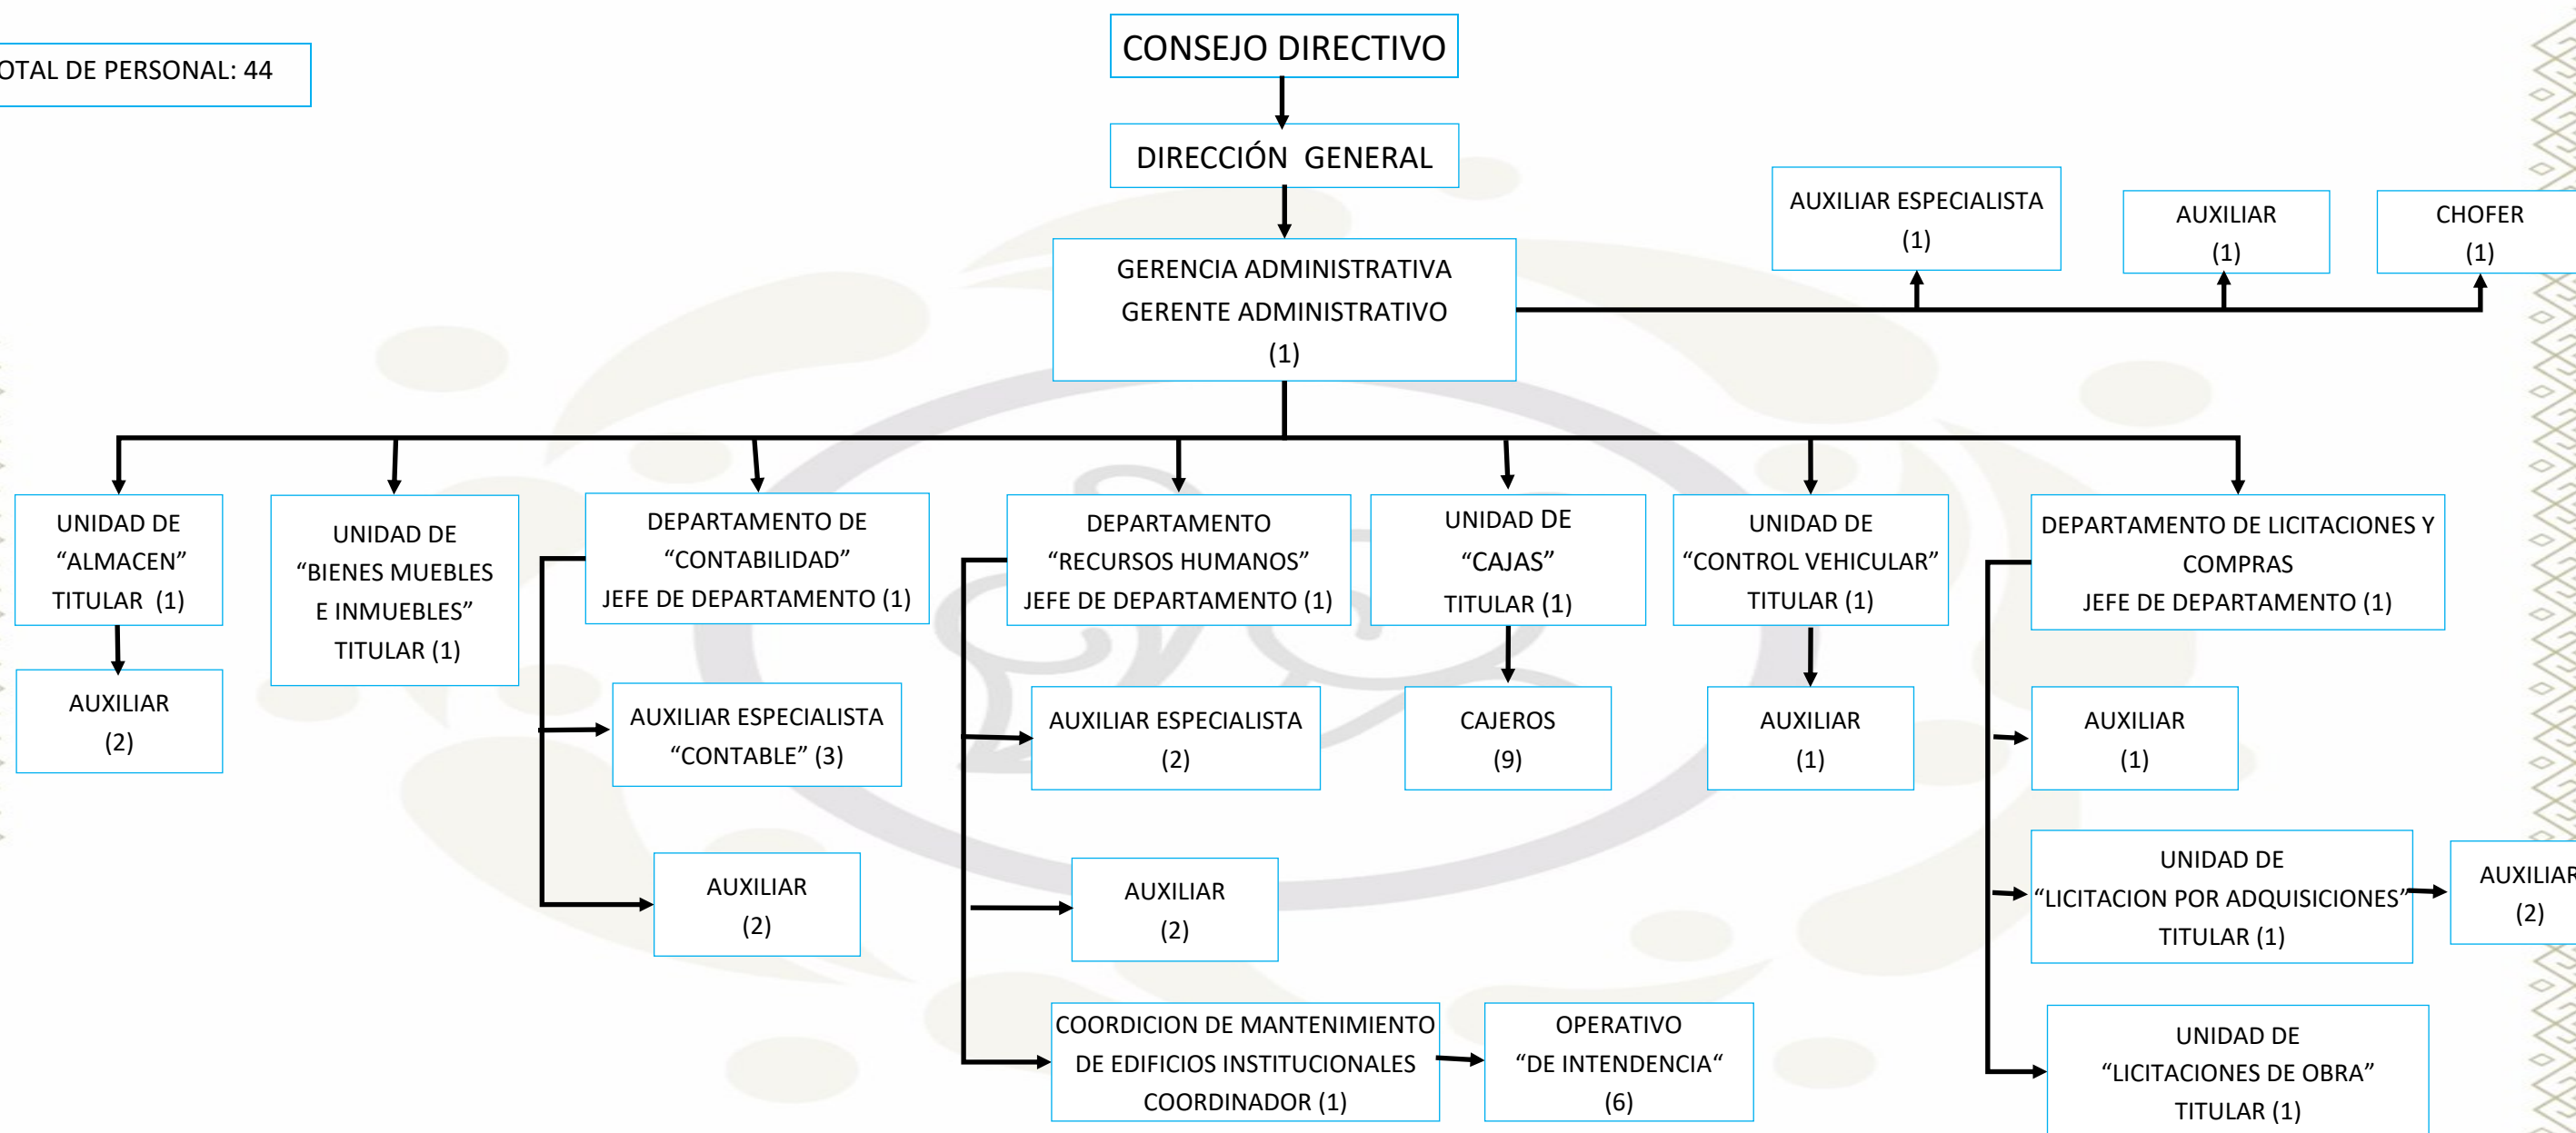 OTAL DE PERSONAL: 44
CONSEJO DIRECTIVO
DIRECCIÓN GENERAL
GERENCIA ADMINISTRATIVA
GERENTE ADMINISTRATIVO
(1)
AUXILIAR ESPECIALISTA
(1)
AUXILIAR
(1)
CHOFER
(1)
UNIDAD DE
“ALMACEN”
TITULAR (1)
AUXILIAR
(2)
UNIDAD DE
“BIENES MUEBLES
E INMUEBLES”
TITULAR (1)
DEPARTAMENTO DE
“CONTABILIDAD”
JEFE DE DEPARTAMENTO (1)
AUXILIAR ESPECIALISTA
“CONTABLE” (3)
AUXILIAR
(2)
DEPARTAMENTO
“RECURSOS HUMANOS”
JEFE DE DEPARTAMENTO (1)
AUXILIAR ESPECIALISTA
(2)
AUXILIAR
(2)
COORDICION DE MANTENIMIENTO
DE EDIFICIOS INSTITUCIONALES
COORDINADOR (1)
OPERATIVO
“DE INTENDENCIA“
(6)
UNIDAD DE
“CAJAS”
TITULAR (1)
CAJEROS
(9)
UNIDAD DE
“CONTROL VEHICULAR”
TITULAR (1)
AUXILIAR
(1)
DEPARTAMENTO DE LICITACIONES Y
COMPRAS
JEFE DE DEPARTAMENTO (1)
AUXILIAR
(1)
UNIDAD DE
“LICITACION POR ADQUISICIONES”
TITULAR (1)
AUXILIAR
(2)
UNIDAD DE
“LICITACIONES DE OBRA”
TITULAR (1)